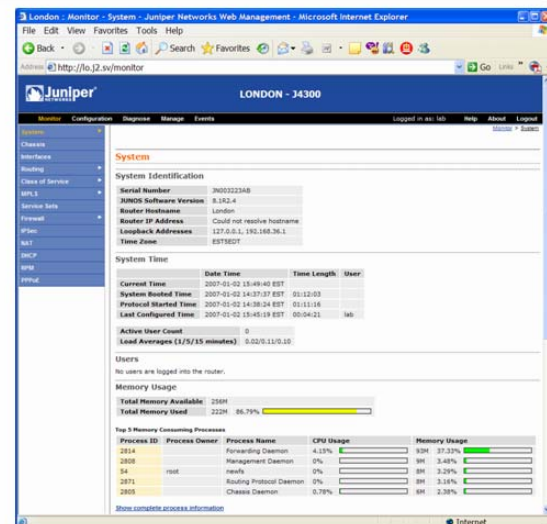 London : Monitor - System - Juniper Networks Web Management - Microsoft Internet Explorer
File Edit View Favorites Tools Help
Back Search Favorites
Address http://lo.j2.sv/monitor Go Links
Juniper NETWORKS
LONDON - J4300
Monitor Configuration Diagnose Manage Events Logged in as: lab Help About Logout
Monitor > System
System
Chassis
Interfaces
Routing
Class of Service
MPLS
Service Sets
Firewall
IPSec
NAT
DHCP
RPM
PPPoE
System
System Identification
Serial Number JN003223AB
JUNOS Software Version 8.1R2.4
Router Hostname London
Router IP Address Could not resolve hostname
Loopback Addresses 127.0.0.1, 192.168.36.1
Time Zone EST5EDT
System Time
Date Time Time Length User
Current Time 2007-01-02 15:49:40 EST
System Booted Time 2007-01-02 14:37:37 EST 01:12:03
Protocol Started Time 2007-01-02 14:38:24 EST 01:11:16
Last Configured Time 2007-01-02 15:45:19 EST 00:04:21 lab
Active User Count 0
Load Averages (1/5/15 minutes) 0.02/0.11/0.10
Users
No users are logged into the router.
Memory Usage
Total Memory Available 256M
Total Memory Used 222M 86.79%
Top 5 Memory Consuming Processes
Process ID Process Owner Process Name CPU Usage Memory Usage
2814 Forwarding Daemon 4.15% 93M 37.33%
2808 Management Daemon 0% 9M 3.48%
54 root newfs 0% 8M 3.29%
2871 Routing Protocol Daemon 0% 8M 3.16%
2805 Chassis Daemon 0.78% 6M 2.38%
Show complete process information
Internet